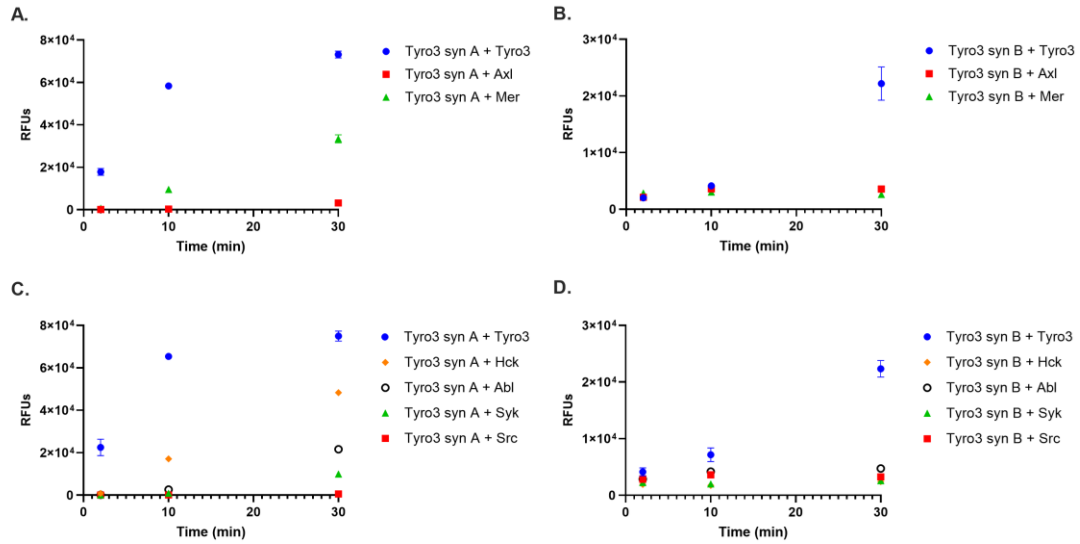 A.
8×10⁴
6×10⁴
4×10⁴
2×10⁴
0
RFUs
0 10 20 30
Time (min)
Tyro3 syn A + Tyro3
Tyro3 syn A + Axl
Tyro3 syn A + Mer
B.
3×10⁴
2×10⁴
1×10⁴
0
RFUs
0 10 20 30
Time (min)
Tyro3 syn B + Tyro3
Tyro3 syn B + Axl
Tyro3 syn B + Mer
C.
8×10⁴
6×10⁴
4×10⁴
2×10⁴
0
RFUs
0 10 20 30
Time (min)
Tyro3 syn A + Tyro3
Tyro3 syn A + Hck
Tyro3 syn A + Abl
Tyro3 syn A + Syk
Tyro3 syn A + Src
D.
3×10⁴
2×10⁴
1×10⁴
0
RFUs
0 10 20 30
Time (min)
Tyro3 syn B + Tyro3
Tyro3 syn B + Hck
Tyro3 syn B + Abl
Tyro3 syn B + Syk
Tyro3 syn B + Src